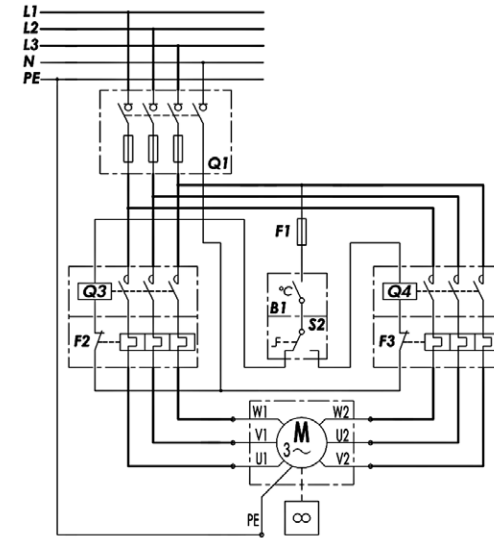 L1
L2
L3
N
PE
Q1
F1
Q3
°C
B1
Q4
F2
S2
F3
W1 M W2
V1 3~ U2
U1 V2
PE